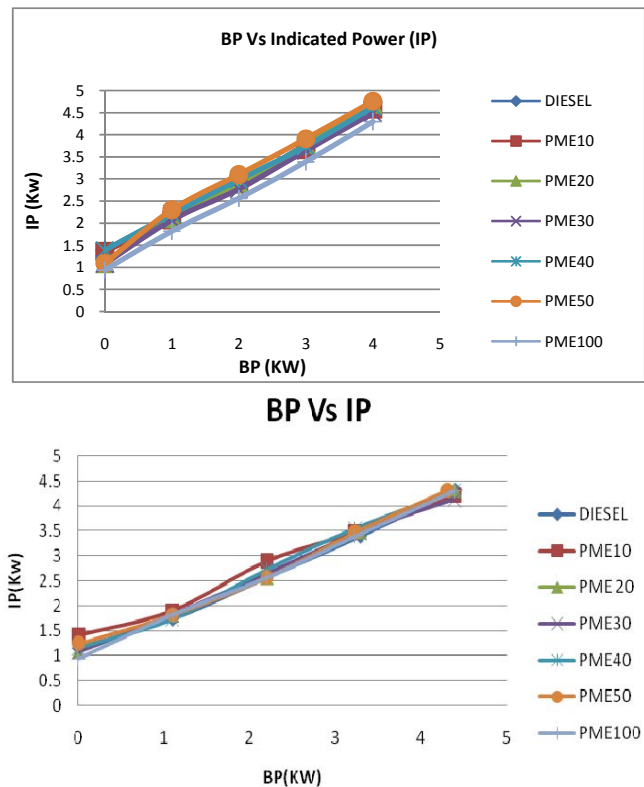 BP Vs Indicated Power (IP)
5
4.5
4
3.5
3
2.5
2
1.5
1
0.5
0
IP (Kw)
0 1 2 3 4 5
BP (KW)
DIESEL
PME10
PME20
PME30
PME40
PME50
PME100
BP Vs IP
5
4.5
4
3.5
3
2.5
2
1.5
1
0.5
0
IP(Kw)
0 1 2 3 4 5
BP(KW)
DIESEL
PME10
PME20
PME30
PME40
PME50
PME100